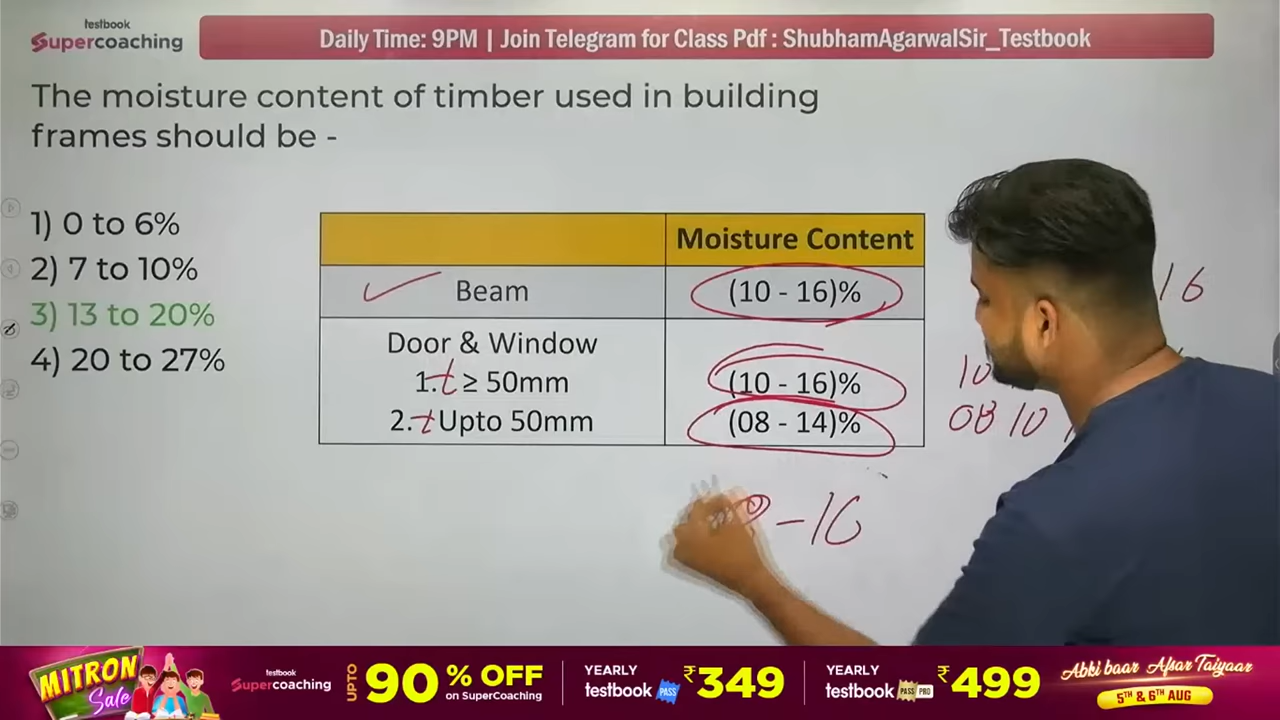 testbook
Supercoaching
Daily Time: 9PM | Join Telegram for Class Pdf : ShubhamAgarwalSir_Testbook
The moisture content of timber used in building
frames should be -
1) 0 to 6%
2) 7 to 10%
3) 13 to 20%
4) 20 to 27%
Moisture Content
Beam (10 - 16)%
Door & Window
1. t ≥ 50mm (10 - 16)%
2. t Upto 50mm (08 - 14)%
16
10
08 10
-16
MITRON
Sale
testbook
Supercoaching
UPTO 90% OFF
on SuperCoaching
YEARLY
testbook PASS
₹349
YEARLY
testbook PASS PRO
₹499
Abki baar Afsar Taiyaar
5TH & 6TH AUG